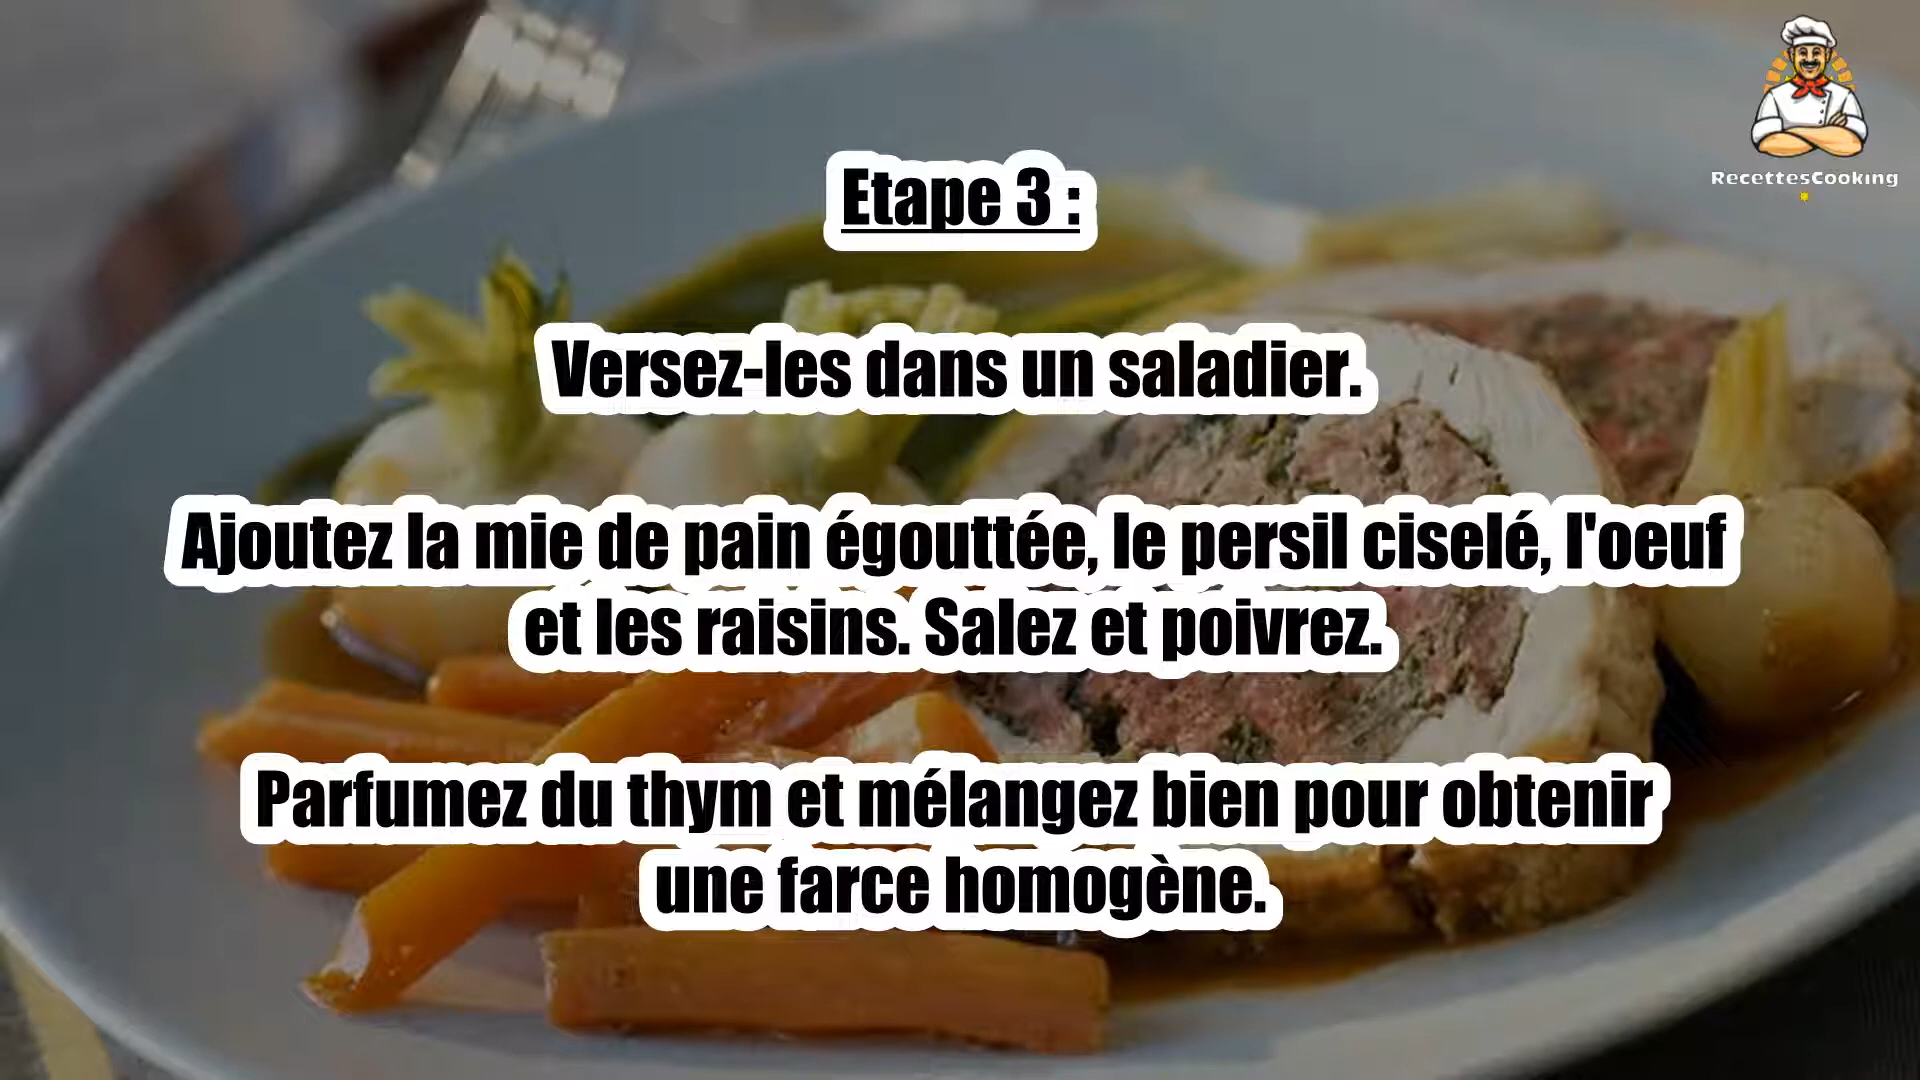 RecettesCooking
Etape 3 :
Versez-les dans un saladier.
Ajoutez la mie de pain égouttée, le persil ciselé, l'oeuf
et les raisins. Salez et poivrez.
Parfumez du thym et mélangez bien pour obtenir
une farce homogène.